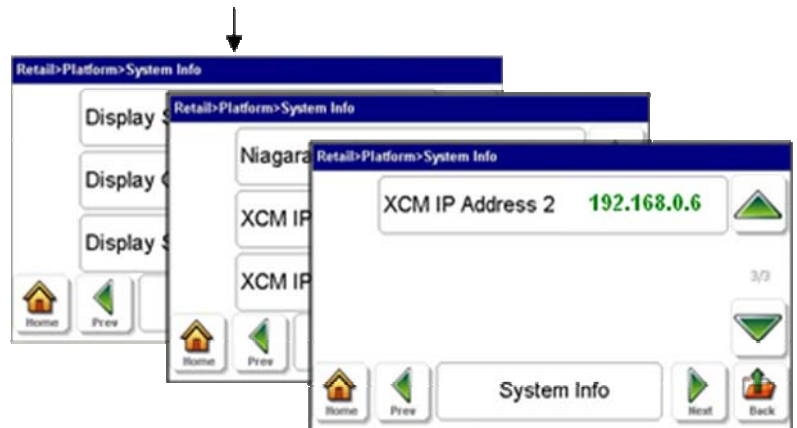 Retail>Platform>System Info
Display
Display
Display
Home
Prev
Retail>Platform>System Info
Niagara
XCM IP
XCM IP
Home
Prev
Retail>Platform>System Info
XCM IP Address 2 192.168.0.6
3/3
Home
Prev
System Info
Next
Back